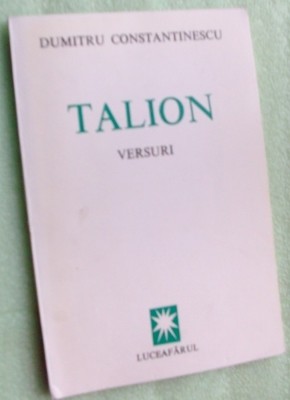 DUMITRU CONSTANTINESCU
TALION
VERSURI
LUCEAFĂRUL